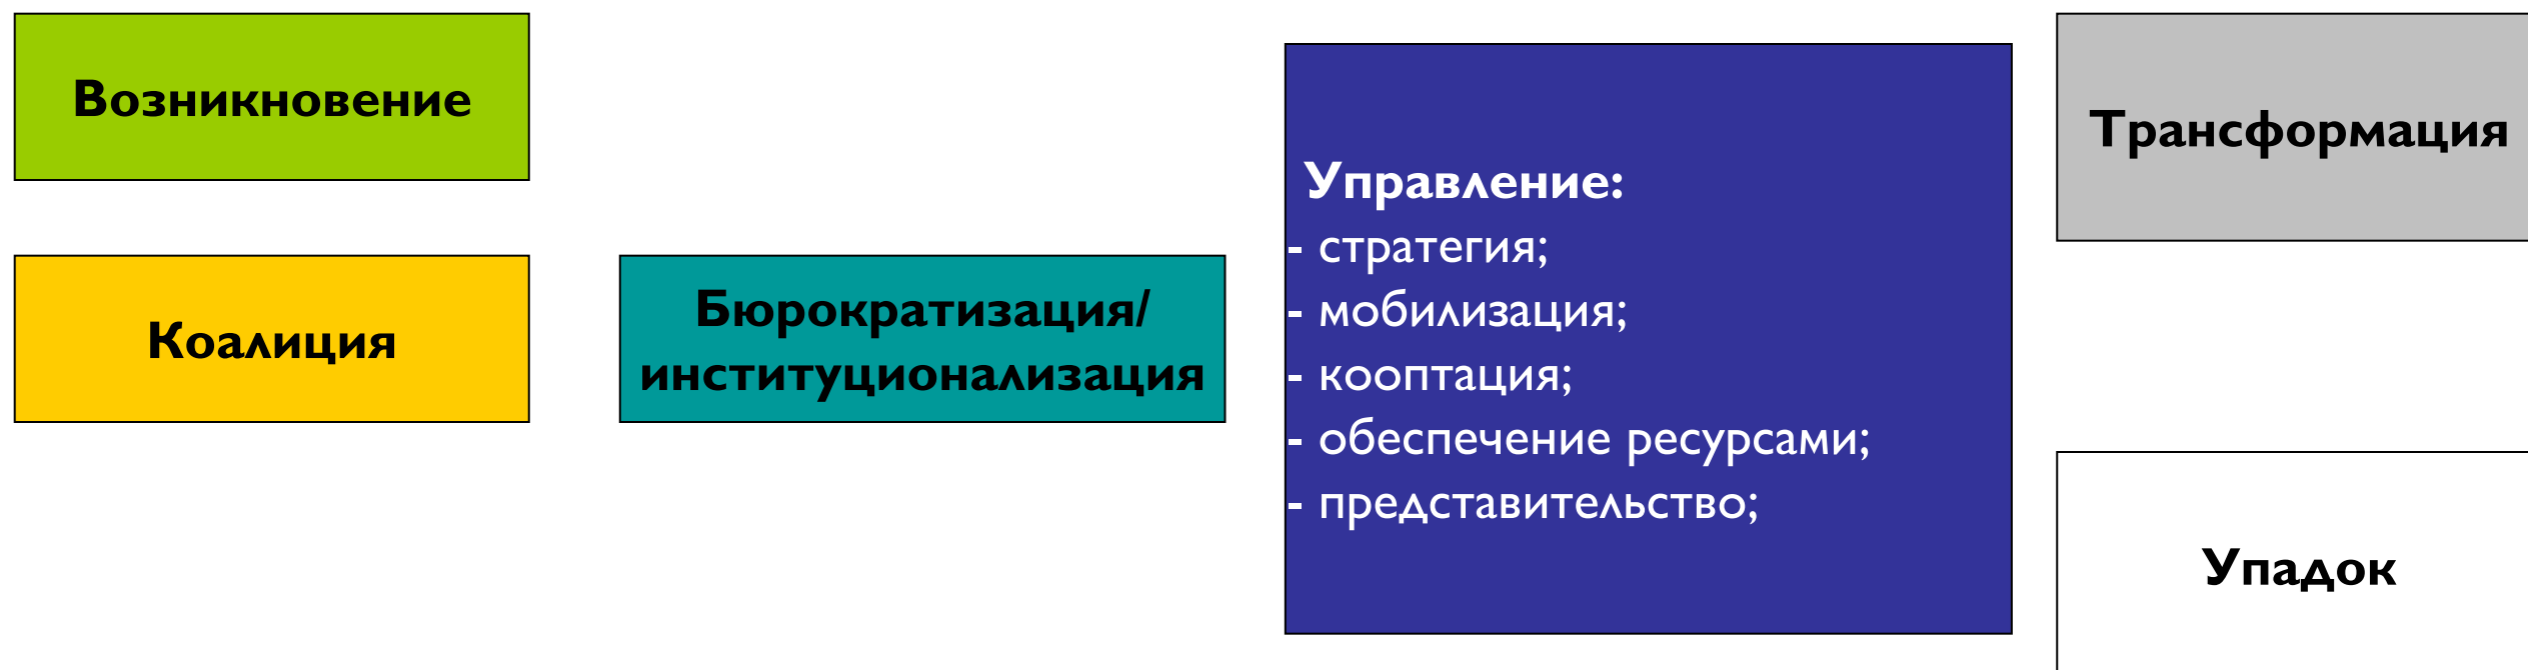 Возникновение
Коалиция
Бюрократизация/
институционализация
Управление:
- стратегия;
- мобилизация;
- кооптация;
- обеспечение ресурсами;
- представительство;
Трансформация
Упадок